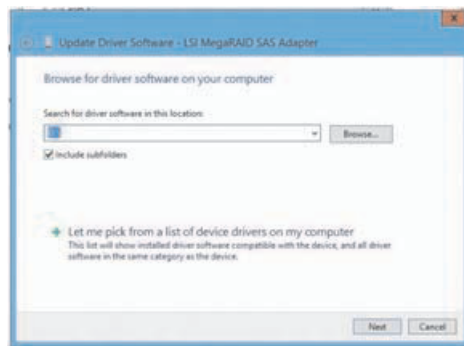 Update Driver Software - LSI MegaRAID SAS Adapter
Browse for driver software on your computer
Search for driver software in this location:
Browse...
Include subfolders
Let me pick from a list of device drivers on my computer
This list will show installed driver software compatible with the device, and all driver
software in the same category as the device.
Next
Cancel